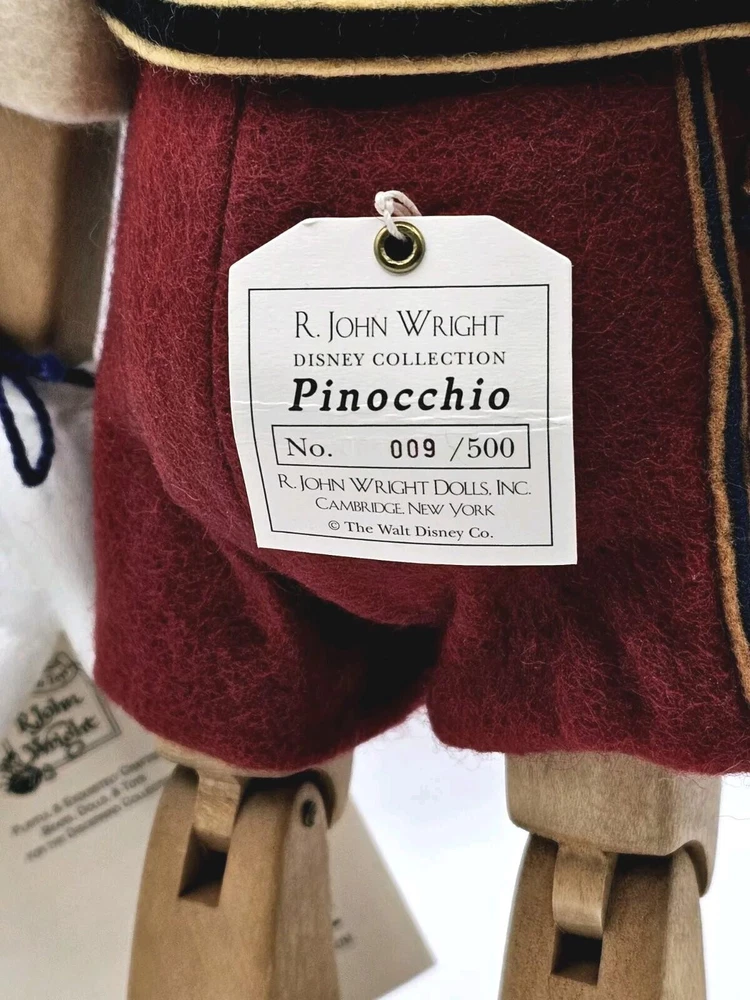 R. John Wright
DISNEY COLLECTION
Pinocchio
No. 009 /500
R. John Wright Dolls, Inc.
Cambridge, New York
© The Walt Disney Co.
R. John
Wright